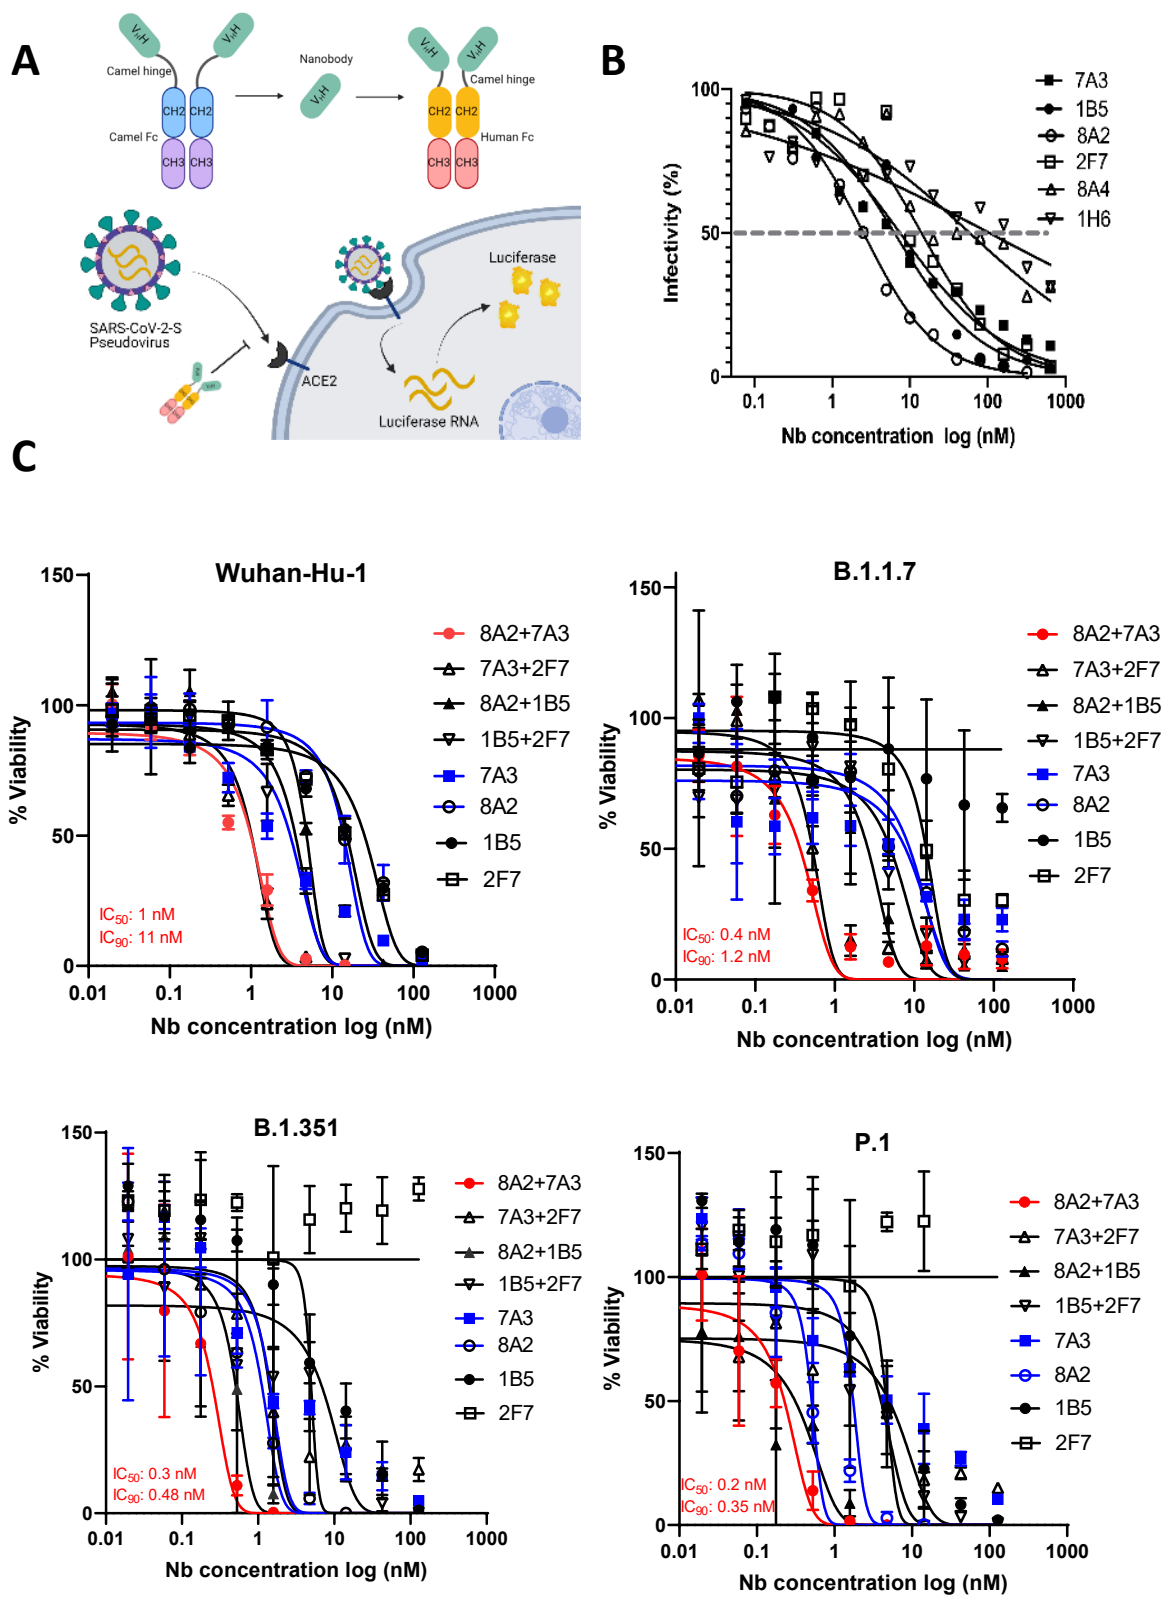 A
VHH
VHH
Camel hinge
CH2
CH2
Camel Fc
CH3
CH3
Nanobody
VHH
VHH
VHH
Camel hinge
CH2
CH2
Human Fc
CH3
CH3
SARS-CoV-2-S
Pseudovirus
ACE2
Luciferase
Luciferase RNA
B
7A3
1B5
8A2
2F7
8A4
1H6
Infectivity (%)
100
50
0
0.1
1
10
100
1000
Nb concentration log (nM)
C
Wuhan-Hu-1
% Viability
150
100
50
0
0.01
0.1
1
10
100
1000
Nb concentration log (nM)
8A2+7A3
7A3+2F7
8A2+1B5
1B5+2F7
7A3
8A2
1B5
2F7
IC50: 1 nM
IC90: 11 nM
B.1.1.7
% Viability
150
100
50
0
0.01
0.1
1
10
100
1000
Nb concentration log (nM)
8A2+7A3
7A3+2F7
8A2+1B5
1B5+2F7
7A3
8A2
1B5
2F7
IC50: 0.4 nM
IC90: 1.2 nM
B.1.351
% Viability
150
100
50
0
0.01
0.1
1
10
100
1000
Nb concentration log (nM)
8A2+7A3
7A3+2F7
8A2+1B5
1B5+2F7
7A3
8A2
1B5
2F7
IC50: 0.3 nM
IC90: 0.48 nM
P.1
% Viability
150
100
50
0
0.01
0.1
1
10
100
1000
Nb concentration log (nM)
8A2+7A3
7A3+2F7
8A2+1B5
1B5+2F7
7A3
8A2
1B5
2F7
IC50: 0.2 nM
IC90: 0.35 nM